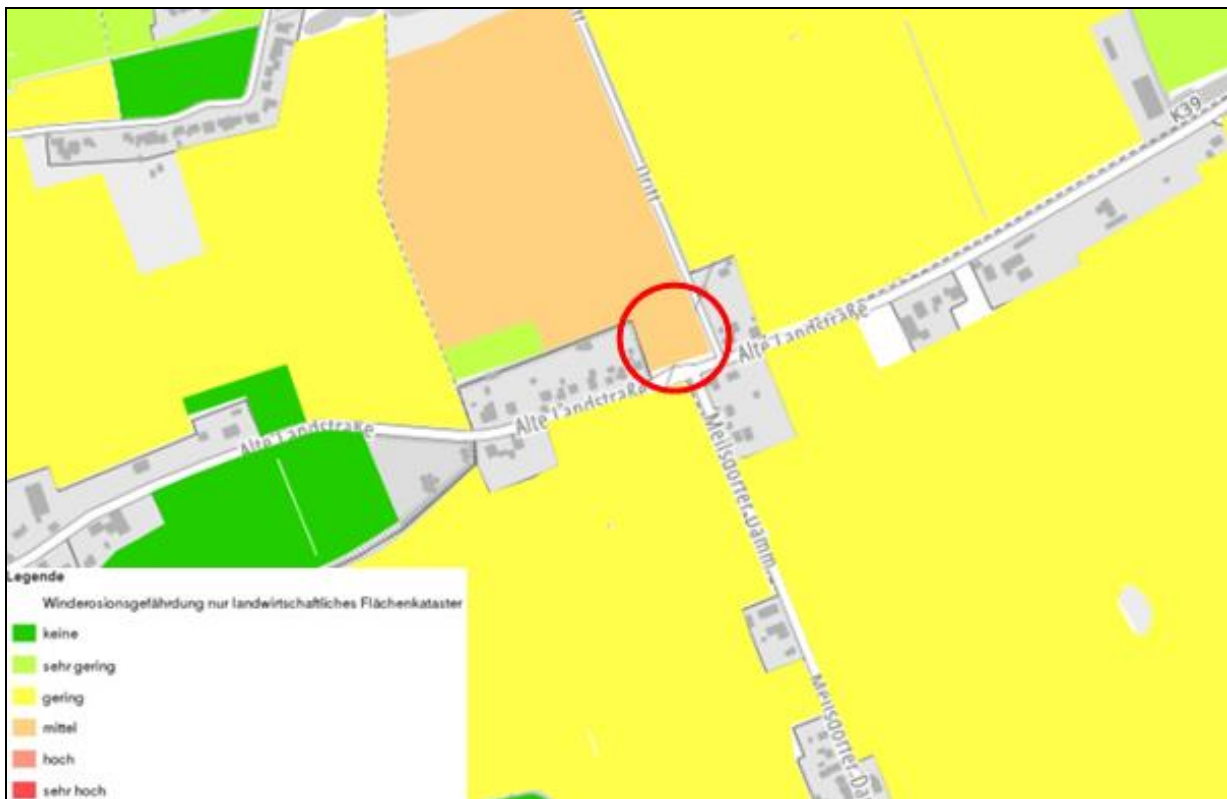 K39
Alte Landstraße
Alte Landstraße
Alte Landstraße
Meilsdorfer-Damm
Legende
Winderosionsgefährdung nur landwirtschaftliches Flächenkataster
keine
sehr gering
gering
mittel
hoch
sehr hoch